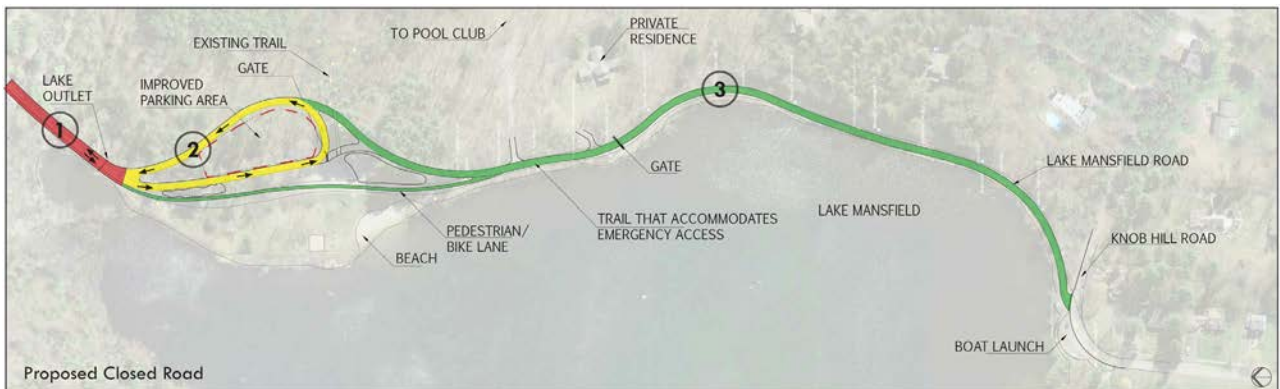 TO POOL CLUB
PRIVATE
RESIDENCE
EXISTING TRAIL
GATE
IMPROVED
PARKING AREA
LAKE
OUTLET
1
2
3
GATE
LAKE MANSFIELD ROAD
TRAIL THAT ACCOMMODATES
EMERGENCY ACCESS
LAKE MANSFIELD
PEDESTRIAN/
BIKE LANE
KNOB HILL ROAD
BEACH
BOAT LAUNCH
Proposed Closed Road